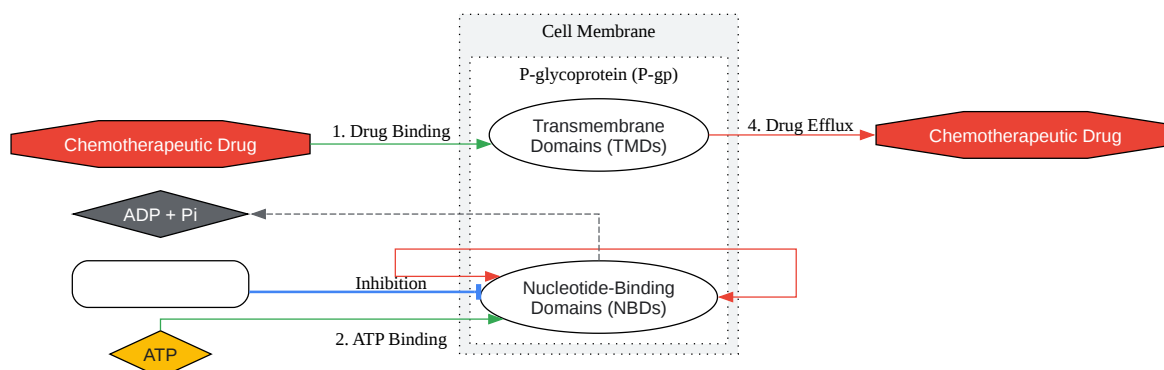 Cell Membrane
P-glycoprotein (P-gp)
Chemotherapeutic Drug
1. Drug Binding
Transmembrane
Domains (TMDs)
4. Drug Efflux
Chemotherapeutic Drug
ADP + Pi
Inhibition
Nucleotide-Binding
Domains (NBDs)
2. ATP Binding
ATP